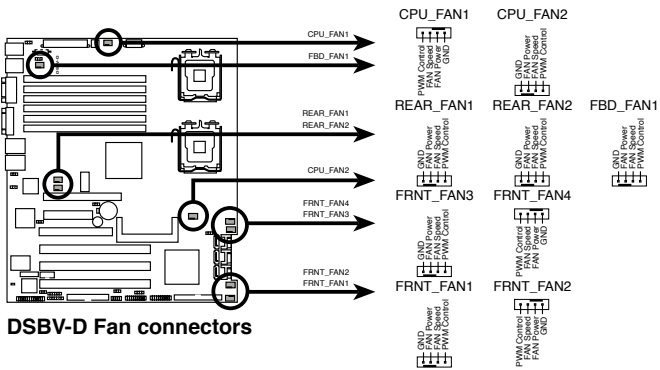 CPU_FAN1
FBD_FAN1
DSBV-D
REAR_FAN1
REAR_FAN2
CPU_FAN2
FRNT_FAN4
FRNT_FAN3
FRNT_FAN2
FRNT_FAN1
DSBV-D Fan connectors
CPU_FAN1
PWM Control
FAN Speed
FAN Power
GND
CPU_FAN2
GND
FAN Power
FAN Speed
PWM Control
REAR_FAN1
GND
FAN Power
FAN Speed
PWM Control
REAR_FAN2
GND
FAN Power
FAN Speed
PWM Control
FBD_FAN1
GND
FAN Power
FAN Speed
PWM Control
FRNT_FAN3
GND
FAN Power
FAN Speed
PWM Control
FRNT_FAN4
PWM Control
FAN Speed
FAN Power
GND
FRNT_FAN1
GND
FAN Power
FAN Speed
PWM Control
FRNT_FAN2
PWM Control
FAN Speed
FAN Power
GND